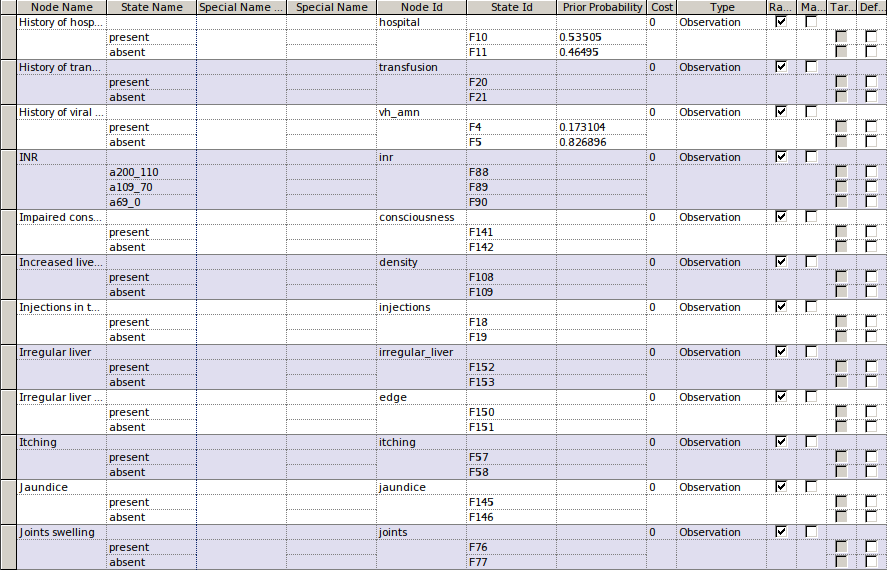 Node Name State Name Special Name ... Special Name Node Id State Id Prior Probability Cost Type Ra... Ma... Tar... Def...
History of hosp... hospital 0 Observation
present F10 0.53505
absent F11 0.46495
History of tran... transfusion 0 Observation
present F20
absent F21
History of viral ... vh_amn 0 Observation
present F4 0.173104
absent F5 0.826896
INR inr 0 Observation
a200_110 F88
a109_70 F89
a69_0 F90
Impaired cons... consciousness 0 Observation
present F141
absent F142
Increased live... density 0 Observation
present F108
absent F109
Injections in t... injections 0 Observation
present F18
absent F19
Irregular liver irregular_liver 0 Observation
present F152
absent F153
Irregular liver ... edge 0 Observation
present F150
absent F151
Itching itching 0 Observation
present F57
absent F58
Jaundice jaundice 0 Observation
present F145
absent F146
Joints swelling joints 0 Observation
present F76
absent F77